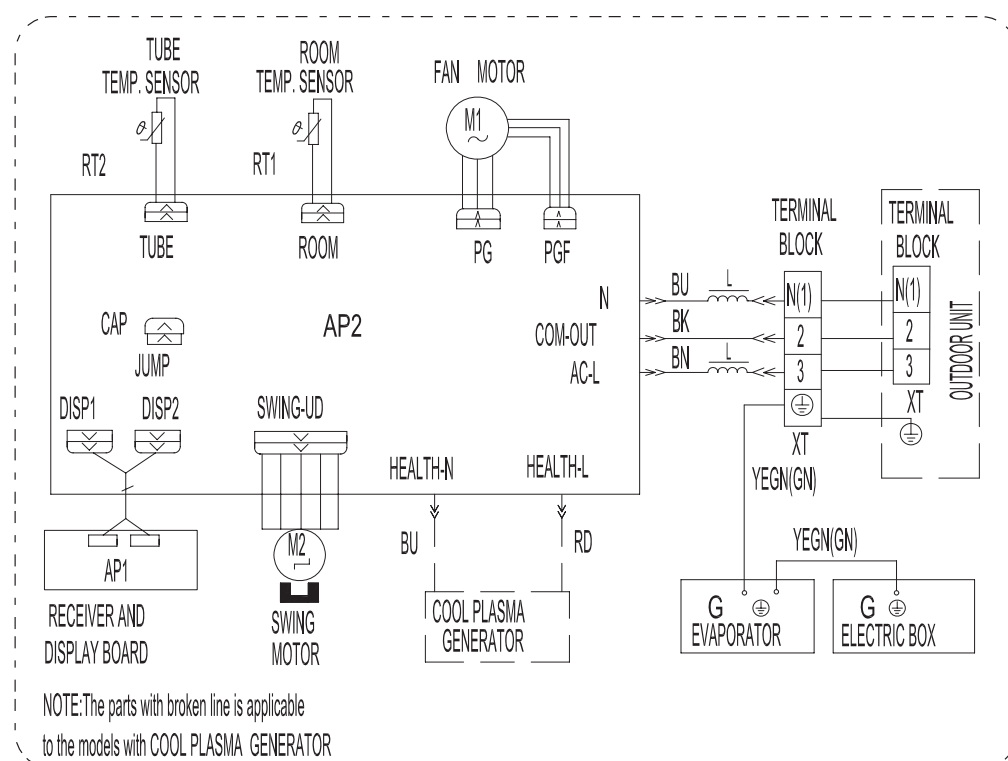 TUBE
TEMP. SENSOR
ROOM
TEMP. SENSOR
FAN MOTOR
M1
RT2
RT1
TUBE
ROOM
PG
PGF
TERMINAL
BLOCK
TERMINAL
BLOCK
N
BU
L
N(1)
N(1)
CAP
JUMP
AP2
COM-OUT
BK
2
2
AC-L
BN
L
3
3
OUTDOOR UNIT
XT
XT
DISP1
DISP2
SWING-UD
HEALTH-N
HEALTH-L
YEGN(GN)
BU
RD
M2
YEGN(GN)
AP1
RECEIVER AND
DISPLAY BOARD
SWING
MOTOR
COOL PLASMA
GENERATOR
G
EVAPORATOR
G
ELECTRIC BOX
NOTE:The parts with broken line is applicable
to the models with COOL PLASMA GENERATOR